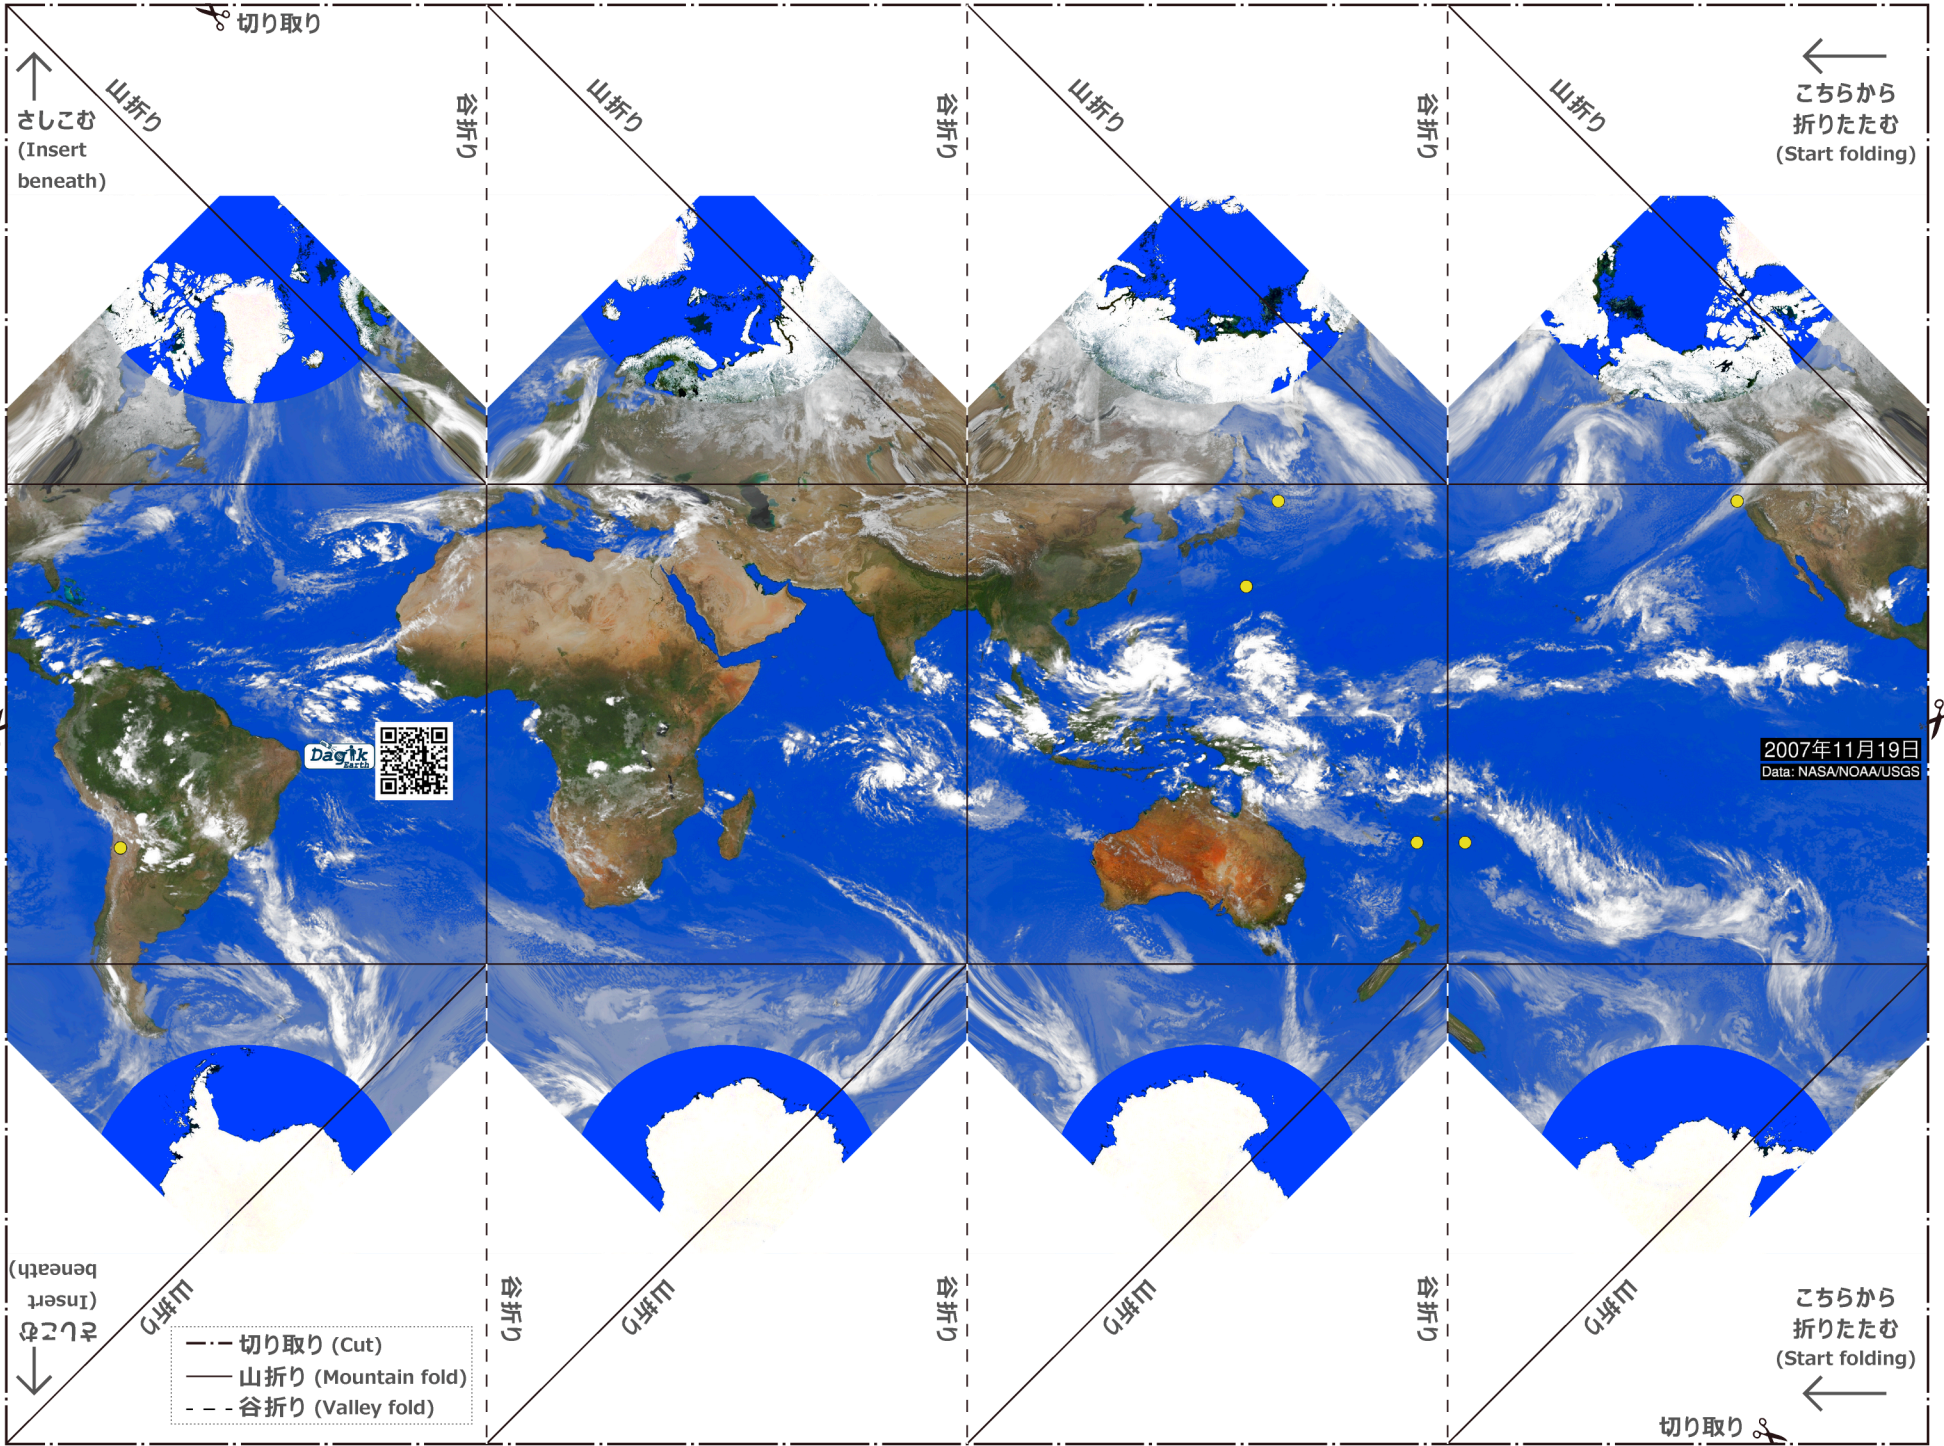 切り取り
山折り
谷折り
山折り
谷折り
山折り
谷折り
山折り
さしこむ
(Insert
beneath)
こちらから
折りたたむ
(Start folding)
Dagik
Earth
2007年11月19日
Data: NASA/NOAA/USGS
さしこむ
(Insert
beneath)
山折り
谷折り
山折り
谷折り
山折り
谷折り
山折り
切り取り (Cut)
山折り (Mountain fold)
谷折り (Valley fold)
こちらから
折りたたむ
(Start folding)
切り取り